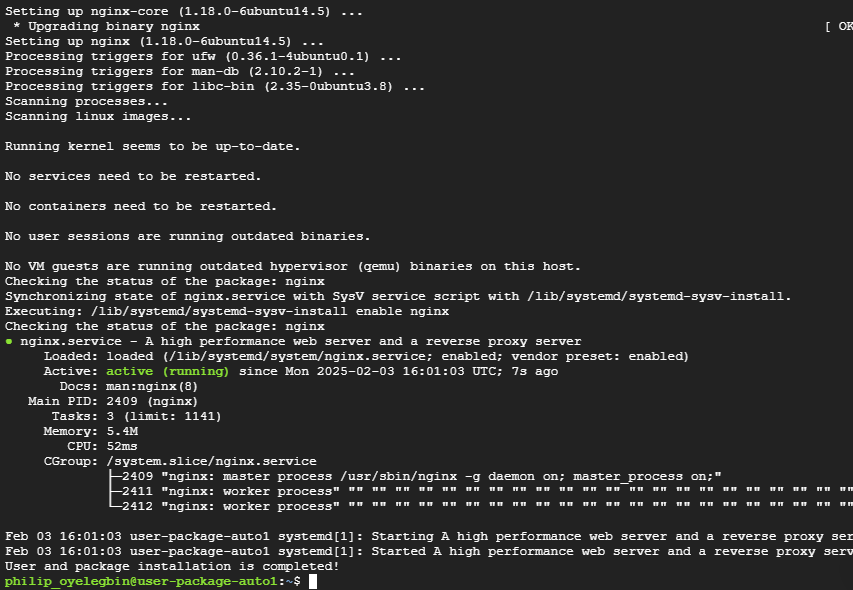 Setting up nginx-core (1.18.0-6ubuntu14.5) ...
 * Upgrading binary nginx                                                                                [ OK
Setting up nginx (1.18.0-6ubuntu14.5) ...
Processing triggers for ufw (0.36.1-4ubuntu0.1) ...
Processing triggers for man-db (2.10.2-1) ...
Processing triggers for libc-bin (2.35-0ubuntu3.8) ...
Scanning processes...
Scanning linux images...

Running kernel seems to be up-to-date.

No services need to be restarted.

No containers need to be restarted.

No user sessions are running outdated binaries.

No VM guests are running outdated hypervisor (qemu) binaries on this host.
Checking the status of the package: nginx
Synchronizing state of nginx.service with SysV service script with /lib/systemd/systemd-sysv-install.
Executing: /lib/systemd/systemd-sysv-install enable nginx
Checking the status of the package: nginx
● nginx.service - A high performance web server and a reverse proxy server
     Loaded: loaded (/lib/systemd/system/nginx.service; enabled; vendor preset: enabled)
     Active: active (running) since Mon 2025-02-03 16:01:03 UTC; 7s ago
       Docs: man:nginx(8)
   Main PID: 2409 (nginx)
      Tasks: 3 (limit: 1141)
     Memory: 5.4M
        CPU: 52ms
     CGroup: /system.slice/nginx.service
             ├─2409 "nginx: master process /usr/sbin/nginx -g daemon on; master_process on;"
             ├─2411 "nginx: worker process" "" "" "" "" "" "" "" "" "" "" "" "" "" "" "" "" "" "" "" "" "" "" ""
             └─2412 "nginx: worker process" "" "" "" "" "" "" "" "" "" "" "" "" "" "" "" "" "" "" "" "" "" "" ""

Feb 03 16:01:03 user-package-auto1 systemd[1]: Starting A high performance web server and a reverse proxy ser
Feb 03 16:01:03 user-package-auto1 systemd[1]: Started A high performance web server and a reverse proxy serv
User and package installation is completed!
philip_oyelegbin@user-package-auto1:~$